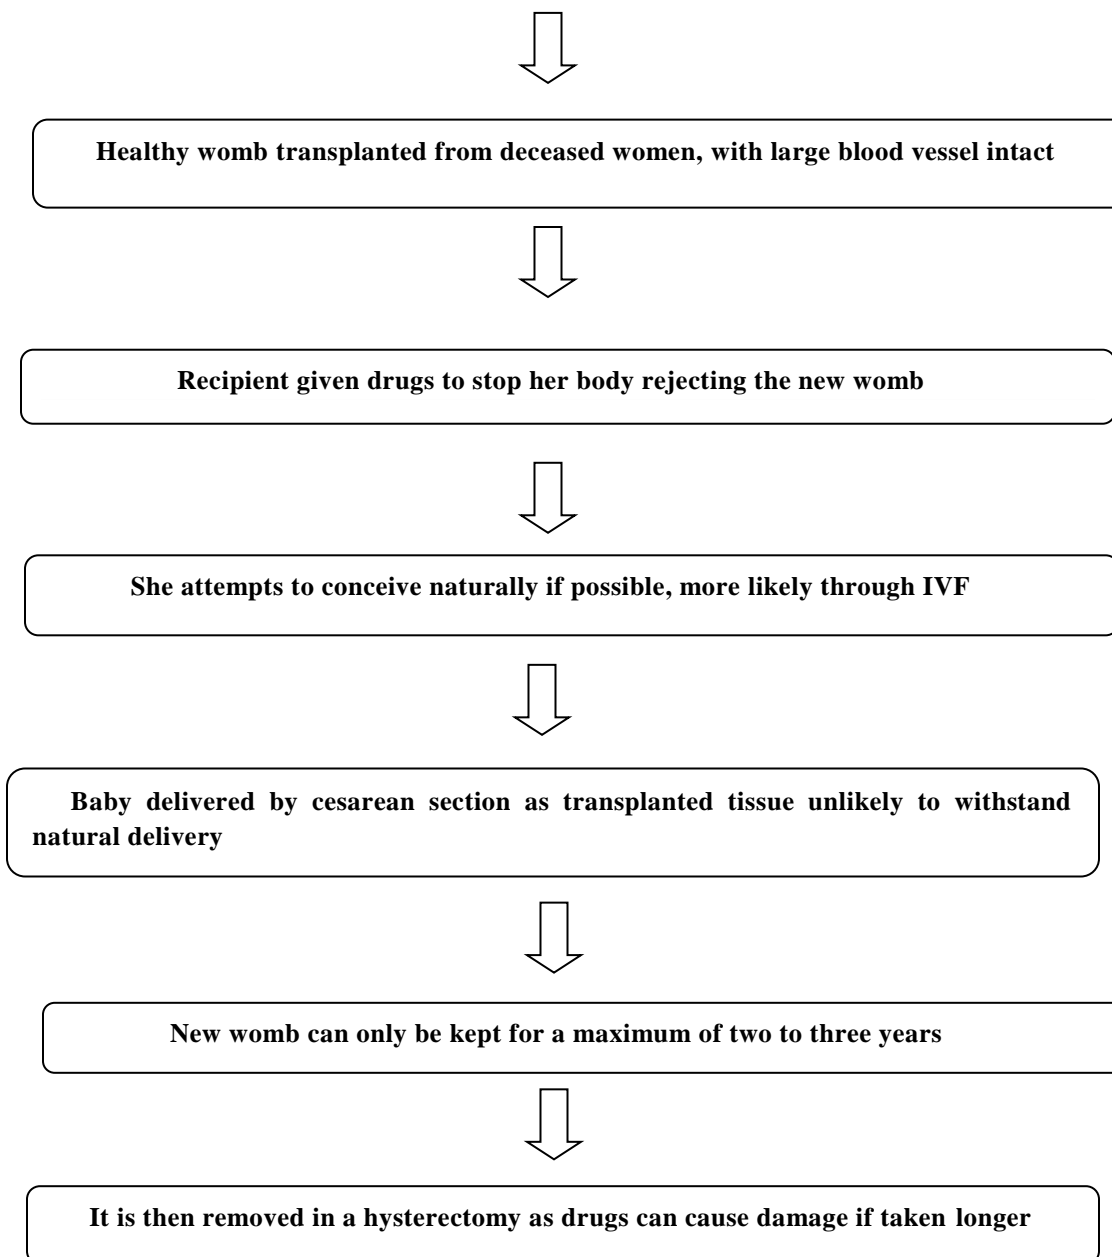 Healthy womb transplanted from deceased women, with large blood vessel intact
Recipient given drugs to stop her body rejecting the new womb
She attempts to conceive naturally if possible, more likely through IVF
Baby delivered by cesarean section as transplanted tissue unlikely to withstand
natural delivery
New womb can only be kept for a maximum of two to three years
It is then removed in a hysterectomy as drugs can cause damage if taken longer